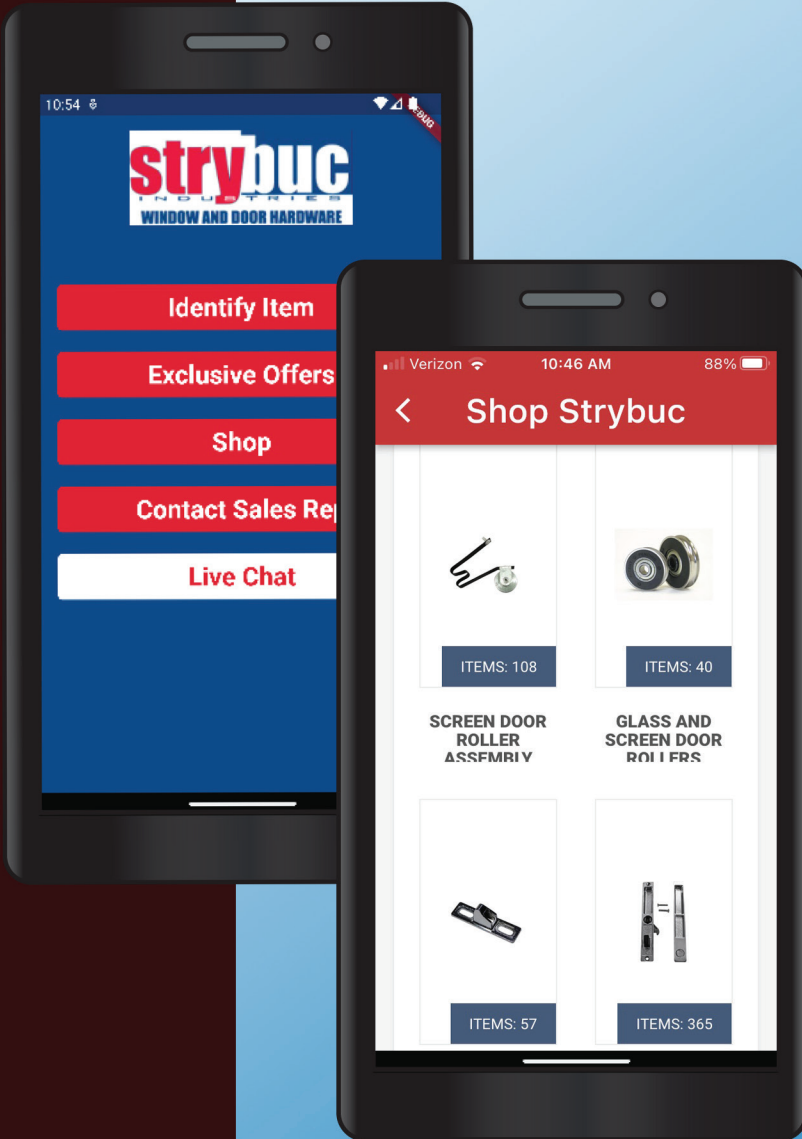 10:54
strybuc
INDUSTRIES
WINDOW AND DOOR HARDWARE
Identify Item
Exclusive Offers
Shop
Contact Sales
Live Chat
Verizon
10:46 AM
88%
Shop Strybuc
ITEMS: 108
ITEMS: 40
SCREEN DOOR
ROLLER
ASSEMBLY
GLASS AND
SCREEN DOOR
ROLLERS
ITEMS: 57
ITEMS: 365